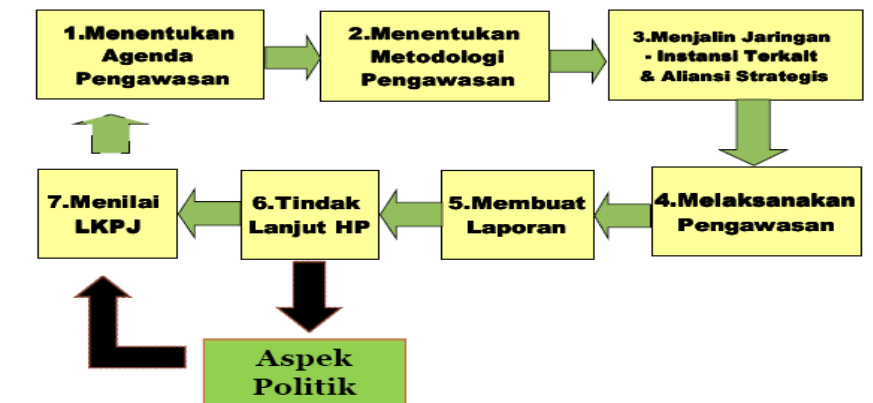 1.Menentukan
Agenda
Pengawasan
2.Menentukan
Metodologi
Pengawasan
3.Menjalin Jaringan
- Instansi Terkait
& Aliansi Strategis
4.Melaksanakan
Pengawasan
5.Membuat
Laporan
6.Tindak
Lanjut HP
7.Menilai
LKPJ
Aspek
Politik